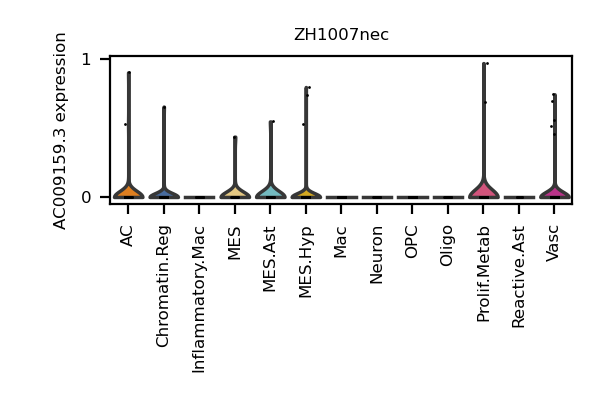 ZH1007nec
AC009159.3 expression
1
0
AC
Chromatin.Reg
Inflammatory.Mac
MES
MES.Ast
MES.Hyp
Mac
Neuron
OPC
Oligo
Prolif.Metab
Reactive.Ast
Vasc